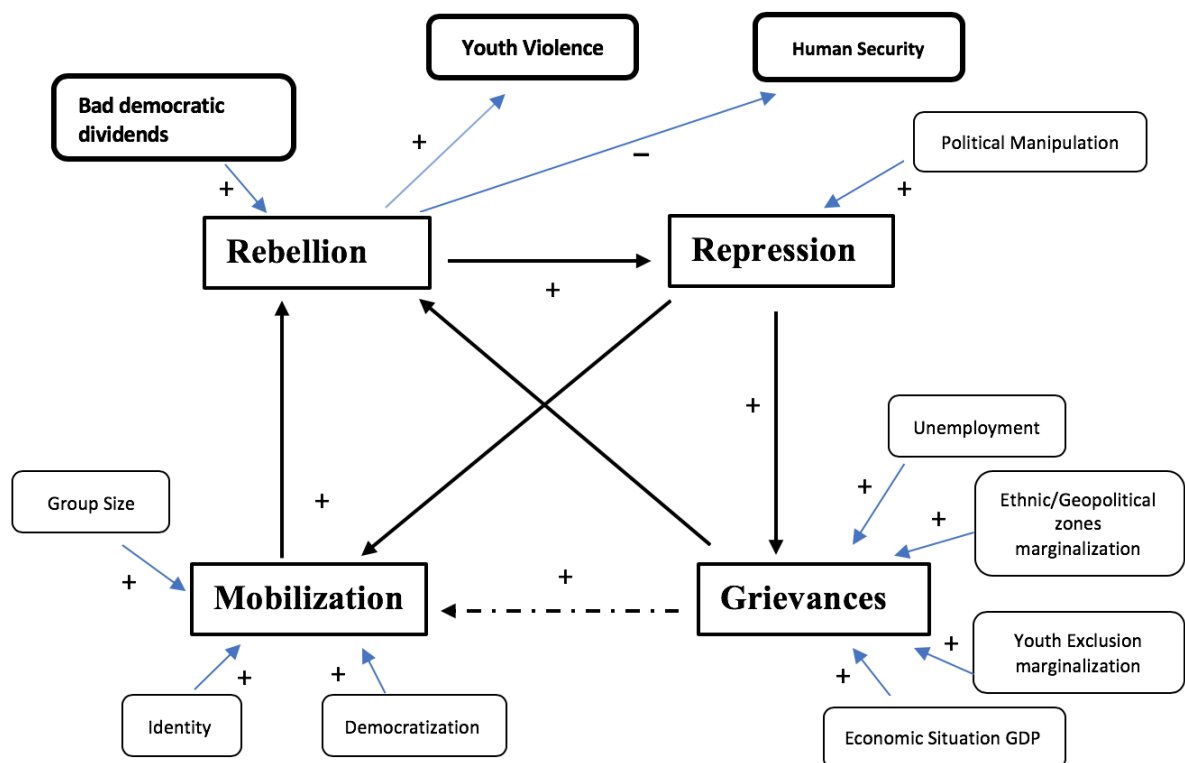 Youth Violence
Human Security
Bad democratic
dividends
Political Manipulation
+
–
+
+
Rebellion
Repression
+
+
Unemployment
Group Size
+
+
Ethnic/Geopolitical
zones
marginalization
+
+
+
Mobilization
Grievances
Youth Exclusion
marginalization
+
+
+
+
Identity
Democratization
Economic Situation GDP